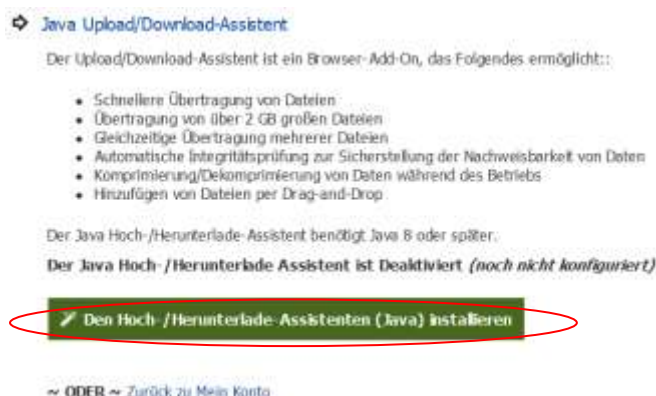 Java Upload/Download-Assistent
Der Upload/Download-Assistent ist ein Browser-Add-On, das Folgendes ermöglicht::
Schnellere Übertragung von Dateien
Übertragung von über 2 GB großen Dateien
Gleichzeitige Übertragung mehrerer Dateien
Automatische Integritätsprüfung zur Sicherstellung der Nachweisbarkeit von Daten
Komprimierung/Dekomprimierung von Daten während des Betriebs
Hinzufügen von Dateien per Drag-and-Drop
Der Java Hoch-/Herunterlade-Assistent benötigt Java 8 oder später.
Der Java Hoch-/Herunterlade Assistent ist Deaktiviert (noch nicht konfiguriert)
Den Hoch-/Herunterlade-Assistenten (Java) installieren
~ ODER ~ Zurück zu Mein Konto